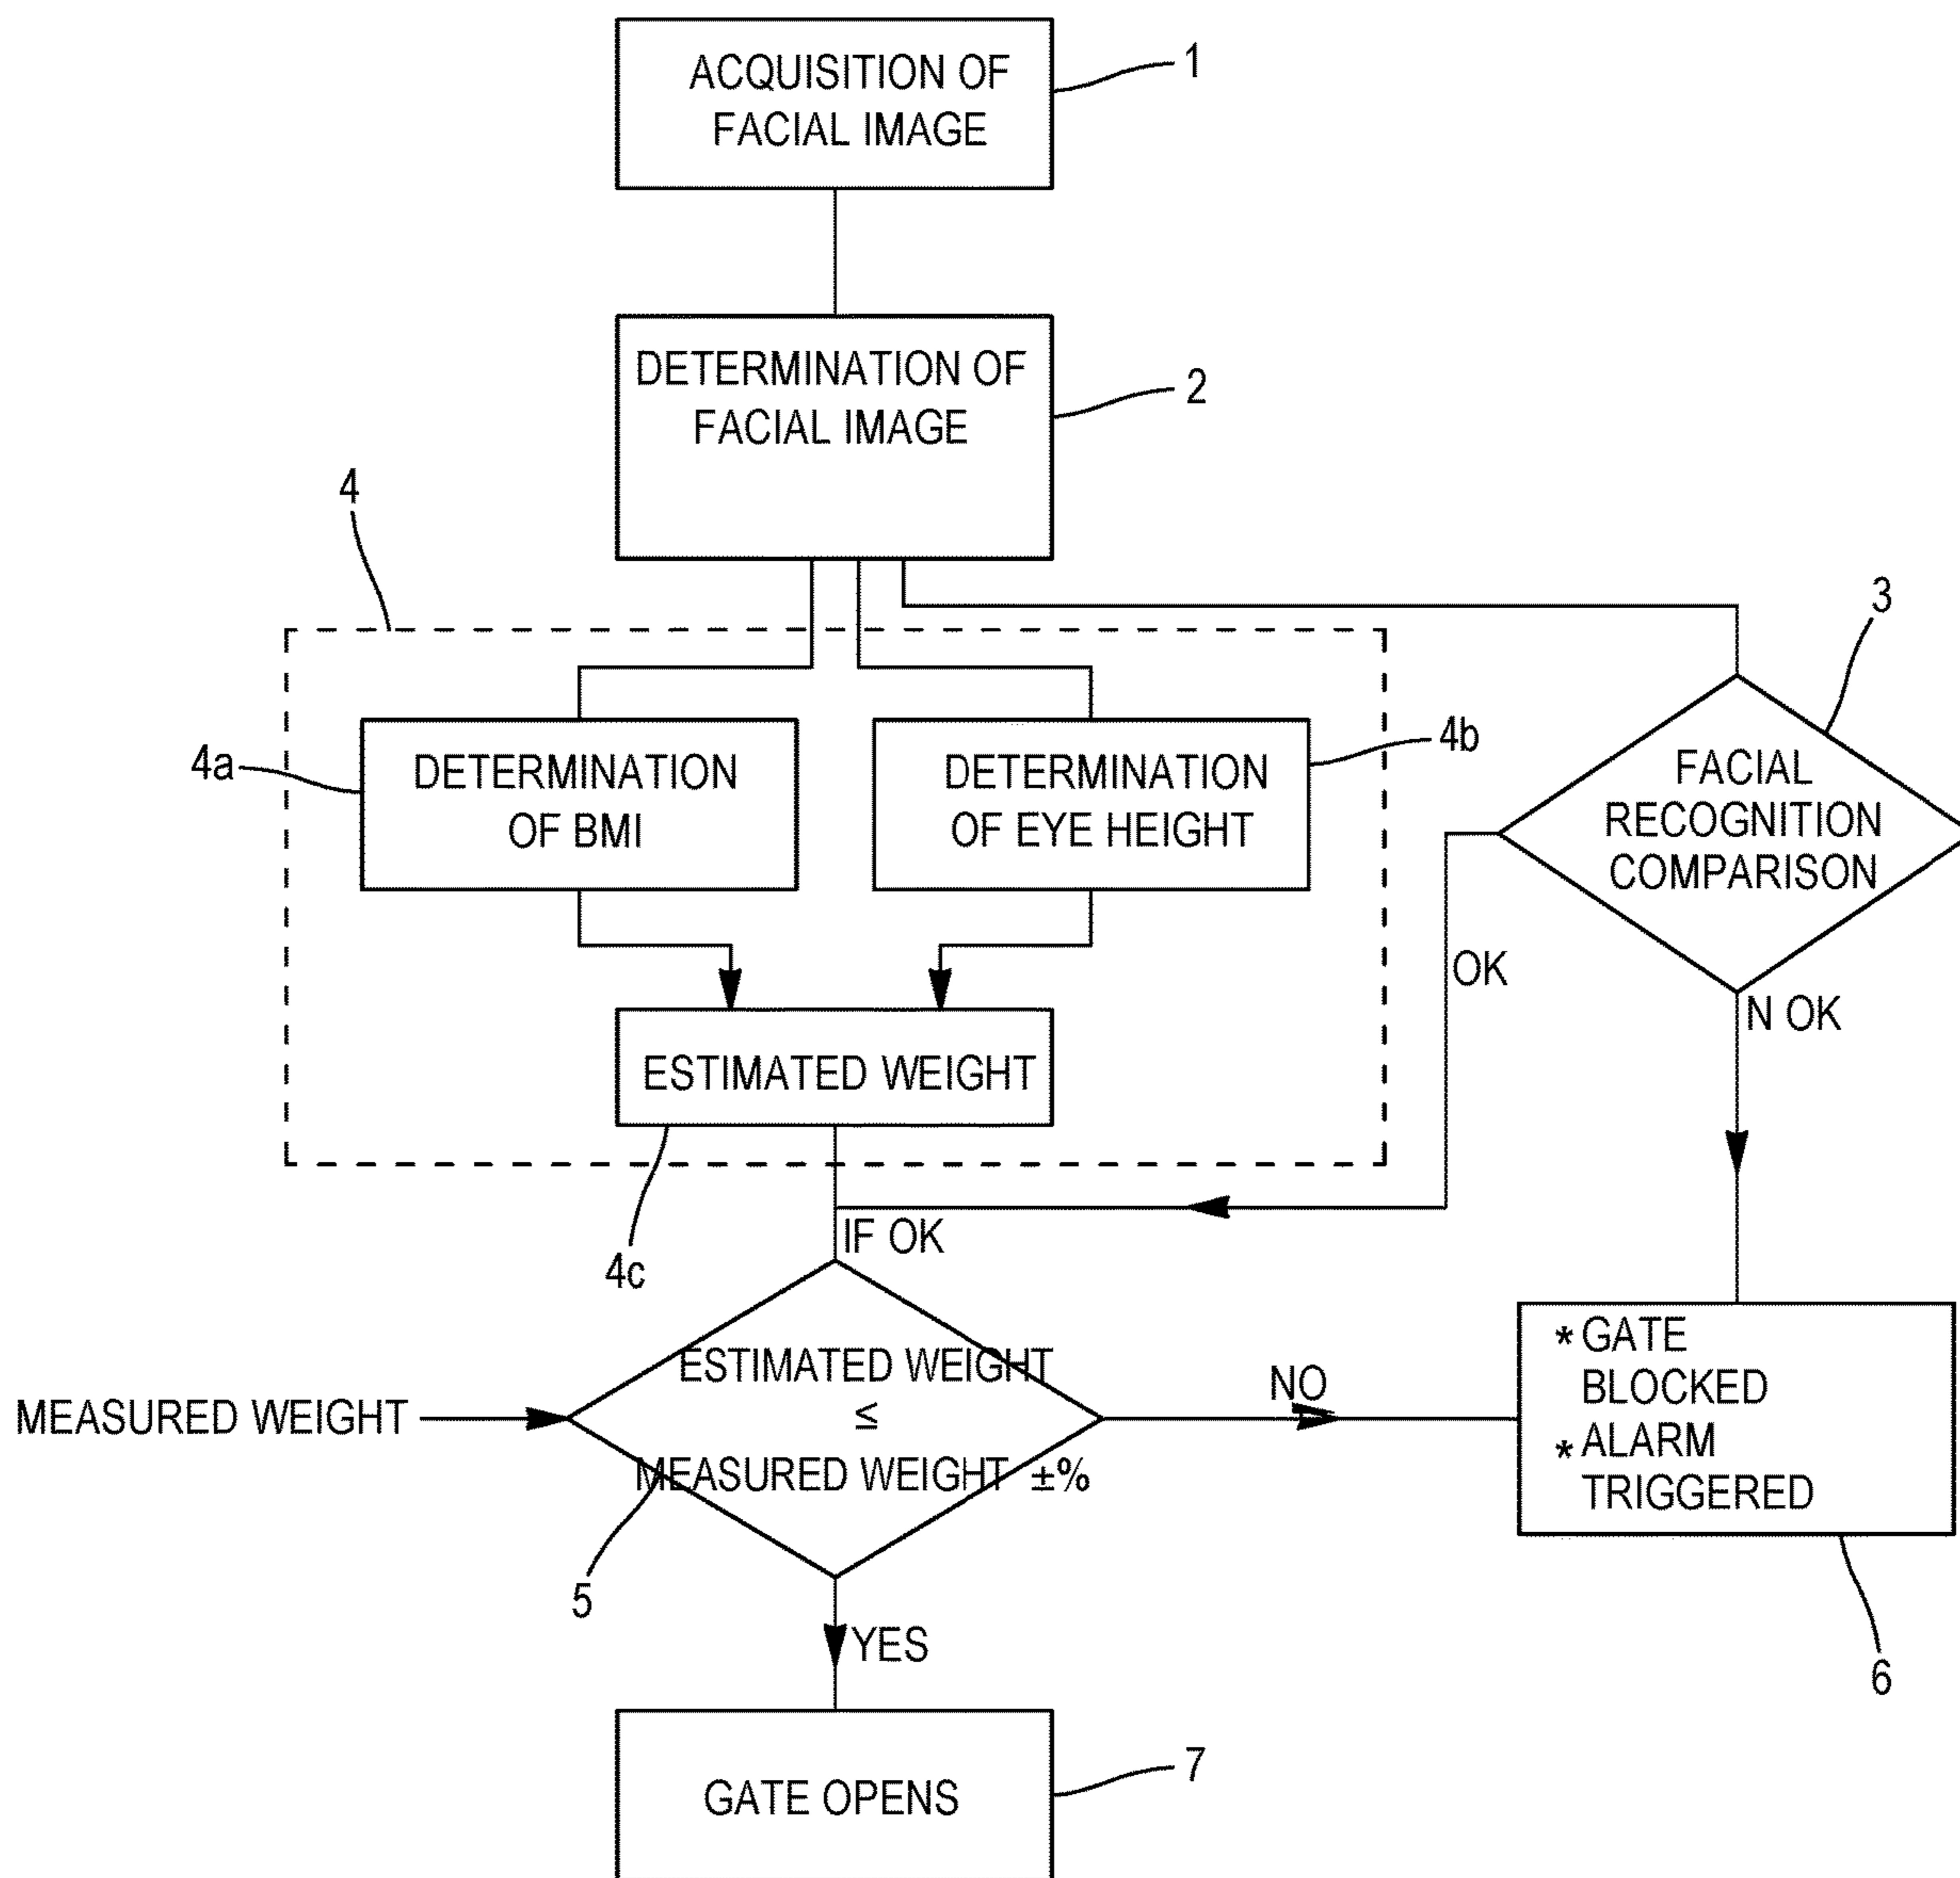 ACQUISITION OF
FACIAL IMAGE
1
DETERMINATION OF
FACIAL IMAGE
2
4
3
4a
DETERMINATION
OF BMI
DETERMINATION
OF EYE HEIGHT
4b
FACIAL
RECOGNITION
COMPARISON
OK
N OK
ESTIMATED WEIGHT
4c
IF OK
MEASURED WEIGHT
ESTIMATED WEIGHT
≤
MEASURED WEIGHT ±%
5
NO
* GATE
BLOCKED
* ALARM
TRIGGERED
6
YES
GATE OPENS
7